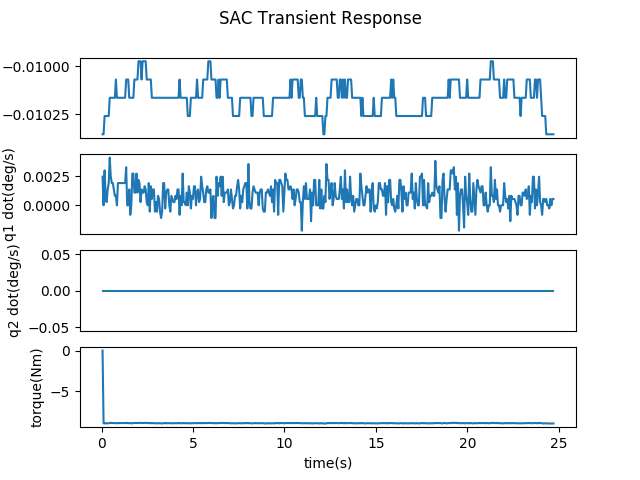 SAC Transient Response
−0.01000
−0.01025
q1 dot(deg/s)
0.0025
0.0000
q2 dot(deg/s)
0.05
0.00
−0.05
torque(Nm)
0
−5
0 5 10 15 20 25
time(s)